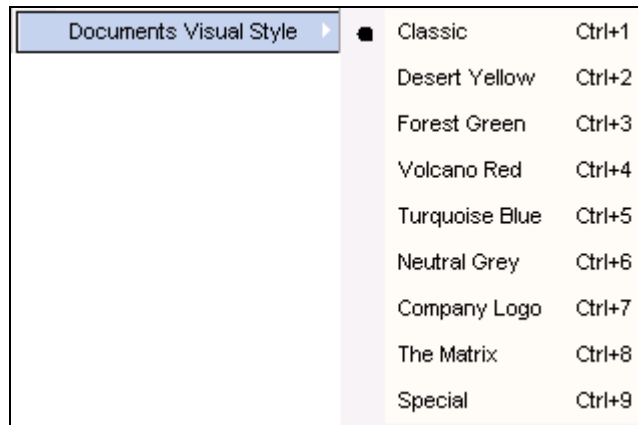 Documents Visual Style Classic Ctrl+1
Desert Yellow Ctrl+2
Forest Green Ctrl+3
Volcano Red Ctrl+4
Turquoise Blue Ctrl+5
Neutral Grey Ctrl+6
Company Logo Ctrl+7
The Matrix Ctrl+8
Special Ctrl+9